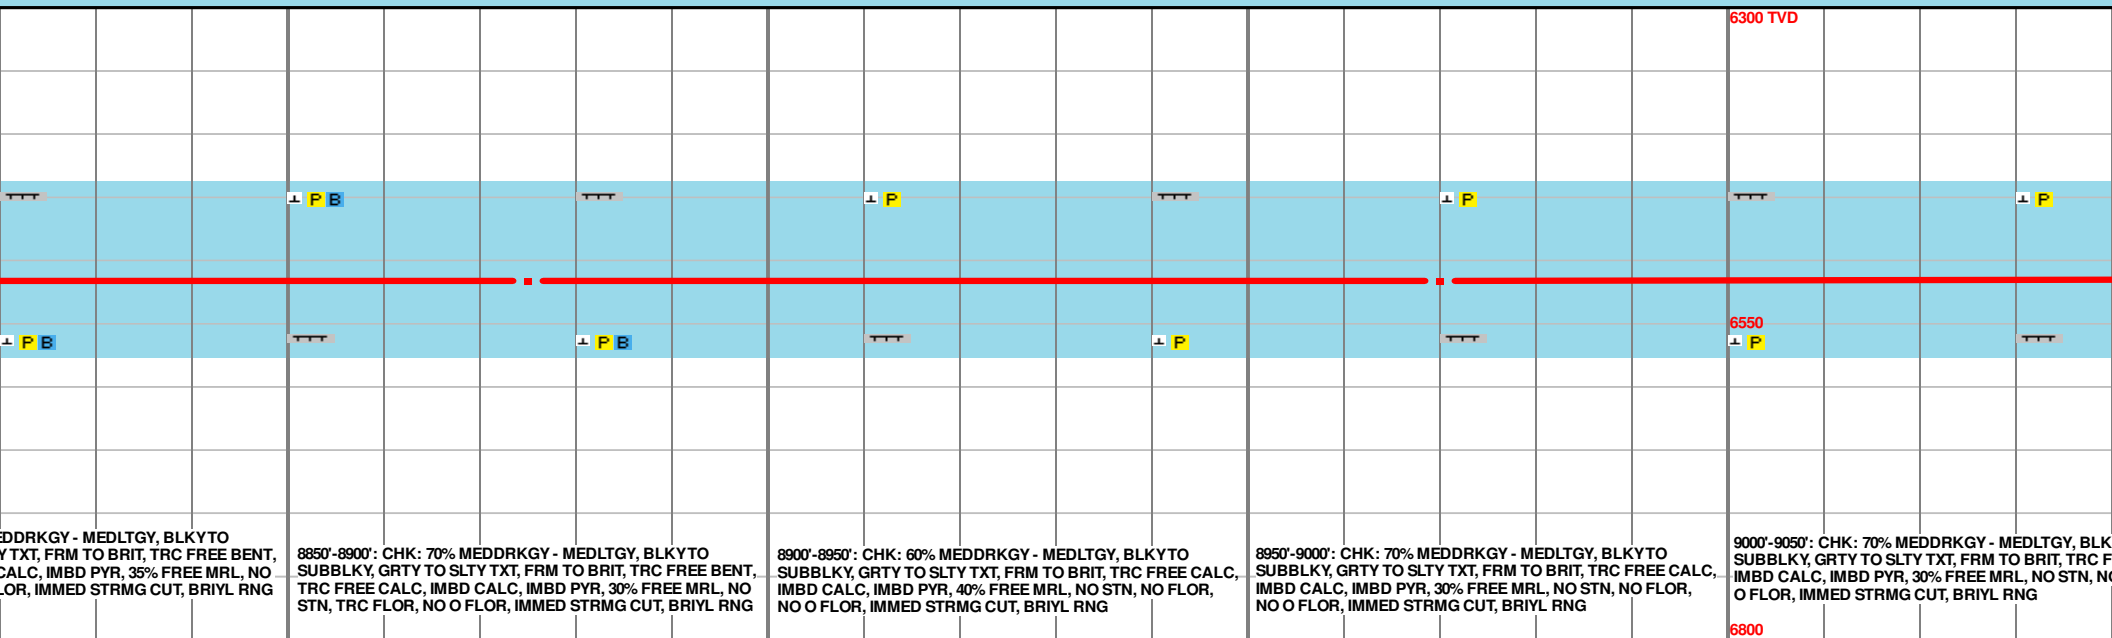 6300 TVD
P B
P
P
P
6550
P B
P B
P
P
EDDRKGY - MEDLTGY, BLKY TO
Y TXT, FRM TO BRIT, TRC FREE BENT,
CALC, IMBD PYR, 35% FREE MRL, NO
LOR, IMMED STRMG CUT, BRIYL RNG
8850'-8900': CHK: 70% MEDDRKGY - MEDLTGY, BLKY TO
SUBBLKY, GRTY TO SLTY TXT, FRM TO BRIT, TRC FREE BENT,
TRC FREE CALC, IMBD CALC, IMBD PYR, 30% FREE MRL, NO
STN, TRC FLOR, NO O FLOR, IMMED STRMG CUT, BRIYL RNG
8900'-8950': CHK: 60% MEDDRKGY - MEDLTGY, BLKY TO
SUBBLKY, GRTY TO SLTY TXT, FRM TO BRIT, TRC FREE CALC,
IMBD CALC, IMBD PYR, 40% FREE MRL, NO STN, NO FLOR,
NO O FLOR, IMMED STRMG CUT, BRIYL RNG
8950'-9000': CHK: 70% MEDDRKGY - MEDLTGY, BLKY TO
SUBBLKY, GRTY TO SLTY TXT, FRM TO BRIT, TRC FREE CALC,
IMBD CALC, IMBD PYR, 30% FREE MRL, NO STN, NO FLOR,
NO O FLOR, IMMED STRMG CUT, BRIYL RNG
9000'-9050': CHK: 70% MEDDRKGY - MEDLTGY, BLK
SUBBLKY, GRTY TO SLTY TXT, FRM TO BRIT, TRC F
IMBD CALC, IMBD PYR, 30% FREE MRL, NO STN, NO
O FLOR, IMMED STRMG CUT, BRIYL RNG
6800